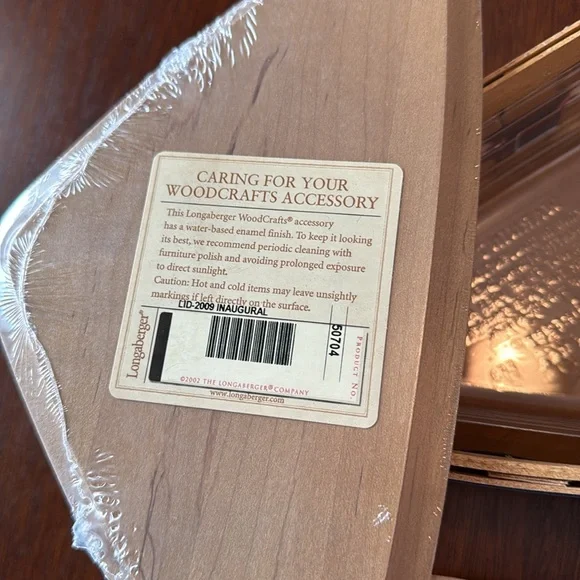 CARING FOR YOUR
WOODCRAFTS ACCESSORY
This Longaberger WoodCrafts® accessory
has a water-based enamel finish. To keep it looking
its best, we recommend periodic cleaning with
furniture polish and avoiding prolonged exposure
to direct sunlight.
Caution: Hot and cold items may leave unsightly
markings if left directly on the surface.
LID-2009 INAUGURAL
50704
PRODUCT NO.
Longaberger®
©2002 THE LONGABERGER® COMPANY
www.longaberger.com